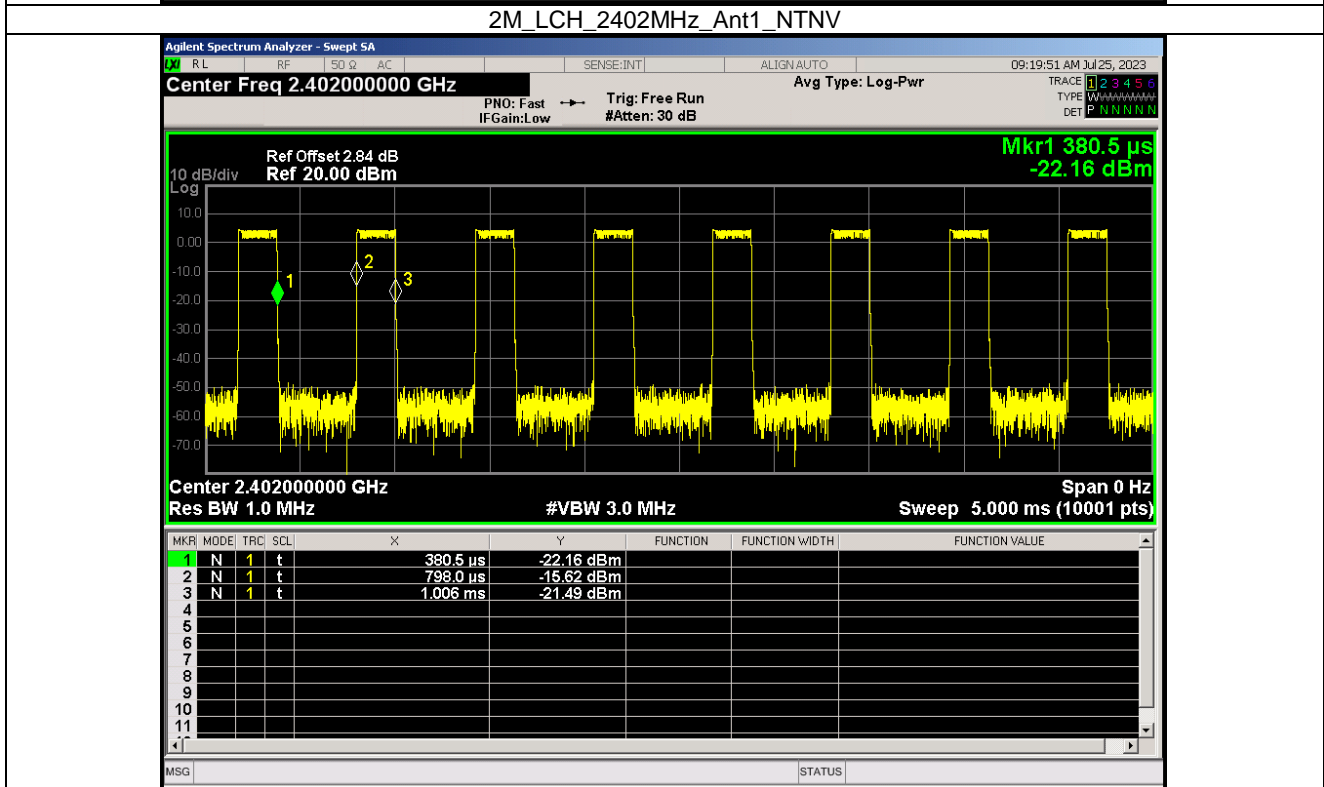 2M_LCH_2402MHz_Ant1_NTNV
Agilent Spectrum Analyzer - Swept SA
LXI RL RF 50 Ω AC SENSE:INT ALIGN AUTO 09:19:51 AM Jul 25, 2023
Center Freq 2.402000000 GHz Avg Type: Log-Pwr TRACE 1 2 3 4 5 6
PNO: Fast Trig: Free Run TYPE WWWWWW
IFGain:Low #Atten: 30 dB DET P N N N N N
Mkr1 380.5 µs
Ref Offset 2.84 dB
10 dB/div Ref 20.00 dBm -22.16 dBm
Log
10.0
0.00
-10.0
-20.0
-30.0
-40.0
-50.0
-60.0
-70.0
1
2
3
Center 2.402000000 GHz Span 0 Hz
Res BW 1.0 MHz #VBW 3.0 MHz Sweep 5.000 ms (10001 pts)
MKR MODE TRC SCL X Y FUNCTION FUNCTION WIDTH FUNCTION VALUE
1 N 1 t 380.5 µs -22.16 dBm
2 N 1 t 798.0 µs -15.62 dBm
3 N 1 t 1.006 ms -21.49 dBm
4
5
6
7
8
9
10
11
MSG STATUS